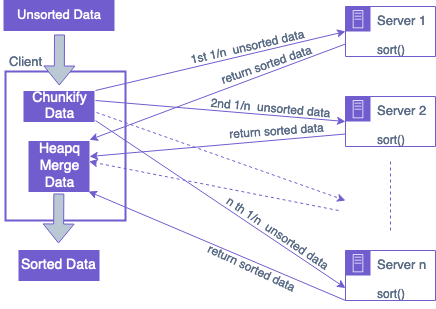 Unsorted Data
Client
Chunkify
Data
Heapq
Merge
Data
Sorted Data
1st 1/n unsorted data
return sorted data
2nd 1/n unsorted data
return sorted data
n th 1/n unsorted data
return sorted data
Server 1
sort()
Server 2
sort()
Server n
sort()